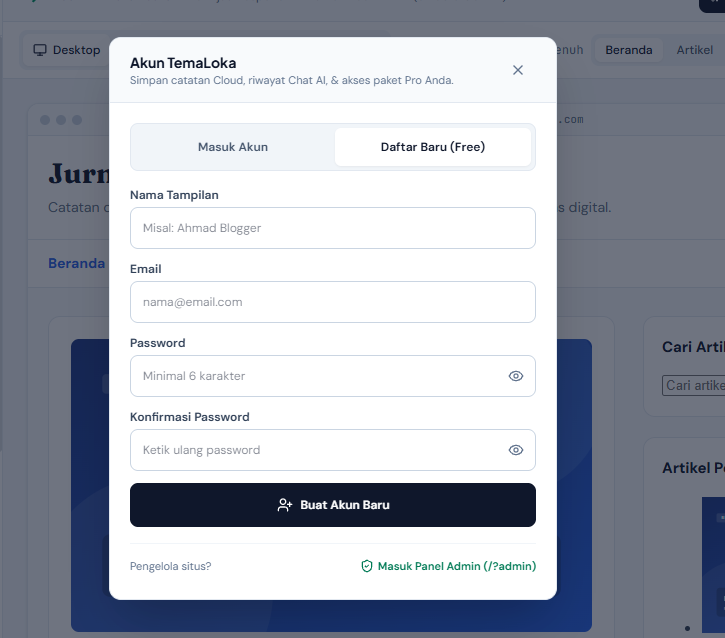 Desktop
enuh
Beranda
Artikel
Akun TemaLoka
Simpan catatan Cloud, riwayat Chat AI, & akses paket Pro Anda.
.com
Masuk Akun
Daftar Baru (Free)
Jurn
Catatan
s digital.
Beranda
Nama Tampilan
Misal: Ahmad Blogger
Email
nama@email.com
Password
Minimal 6 karakter
Konfirmasi Password
Ketik ulang password
Buat Akun Baru
Pengelola situs?
Masuk Panel Admin (/?admin)
Cari Arti
Cari artike
Artikel Po